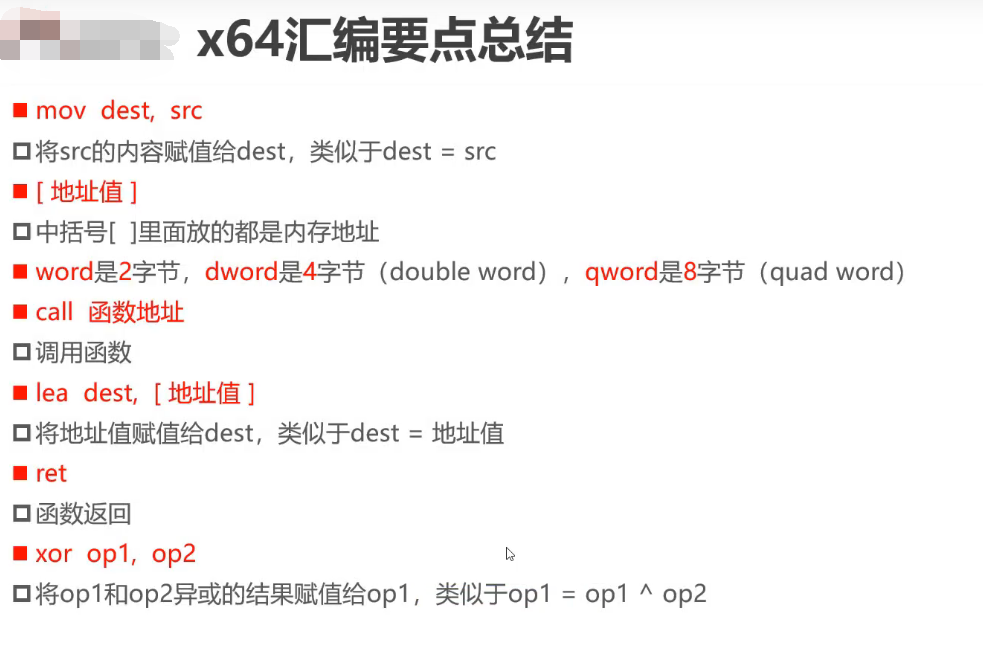 x64汇编要点总结
mov dest, src
将src的内容赋值给dest，类似于dest = src
[ 地址值 ]
中括号[ ]里面放的都是内存地址
word是2字节，dword是4字节（double word），qword是8字节（quad word）
call 函数地址
调用函数
lea dest, [ 地址值 ]
将地址值赋值给dest，类似于dest = 地址值
ret
函数返回
xor op1, op2
将op1和op2异或的结果赋值给op1，类似于op1 = op1 ^ op2